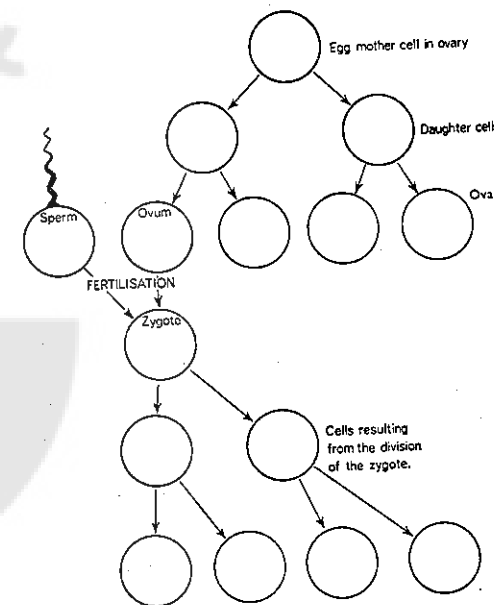 Egg mother cell in ovary
Daughter cell
Ova
Sperm
Ovum
FERTILISATION
Zygote
Cells resulting
from the division
of the zygote.